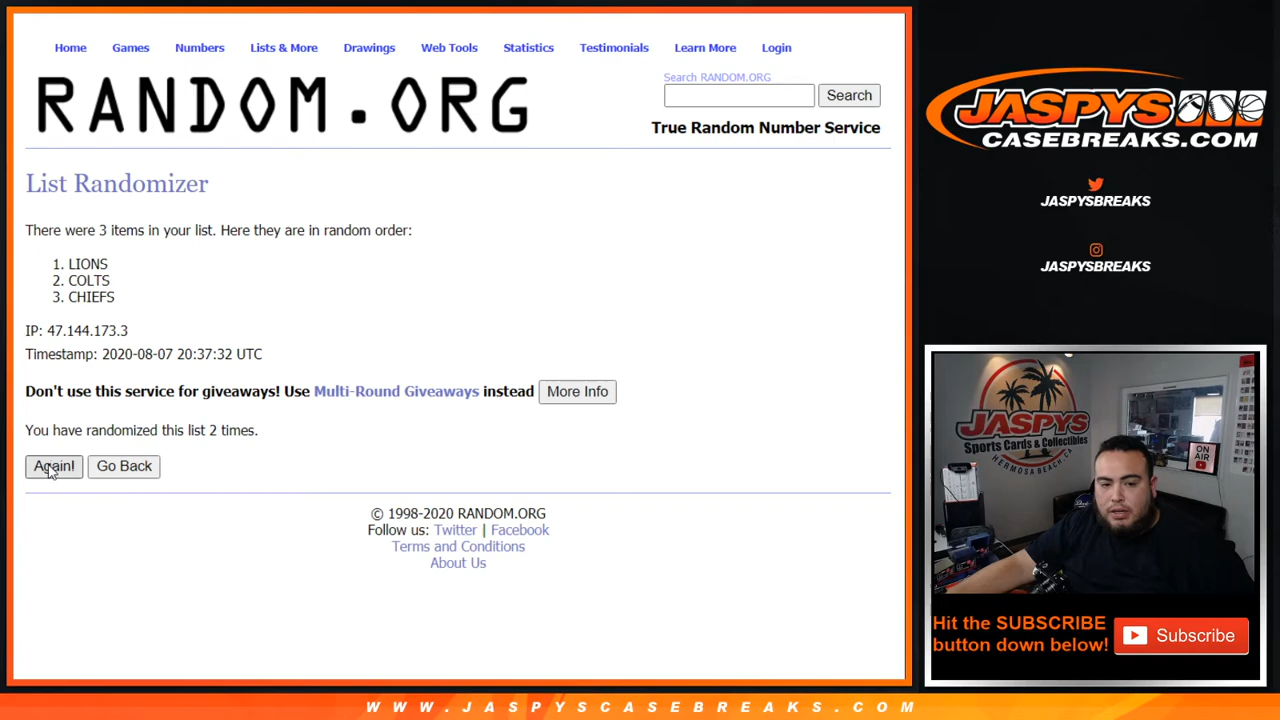 Home Games Numbers Lists & More Drawings Web Tools Statistics Testimonials Learn More Login
RANDOM.ORG
Search RANDOM.ORG
Search
True Random Number Service
List Randomizer
There were 3 items in your list. Here they are in random order:
1. LIONS
2. COLTS
3. CHIEFS
IP: 47.144.173.3
Timestamp: 2020-08-07 20:37:32 UTC
Don't use this service for giveaways! Use Multi-Round Giveaways instead More Info
You have randomized this list 2 times.
Again! Go Back
© 1998-2020 RANDOM.ORG
Follow us: Twitter | Facebook
Terms and Conditions
About Us
JASPYS
CASEBREAKS.COM
JASPYSBREAKS
JASPYSBREAKS
JASPYS
Sports Cards & Collectibles
HERMOSA BEACH, CA
ON
AIR
Hit the SUBSCRIBE
button down below!
Subscribe
WWW.JASPYSCASEBREAKS.COM